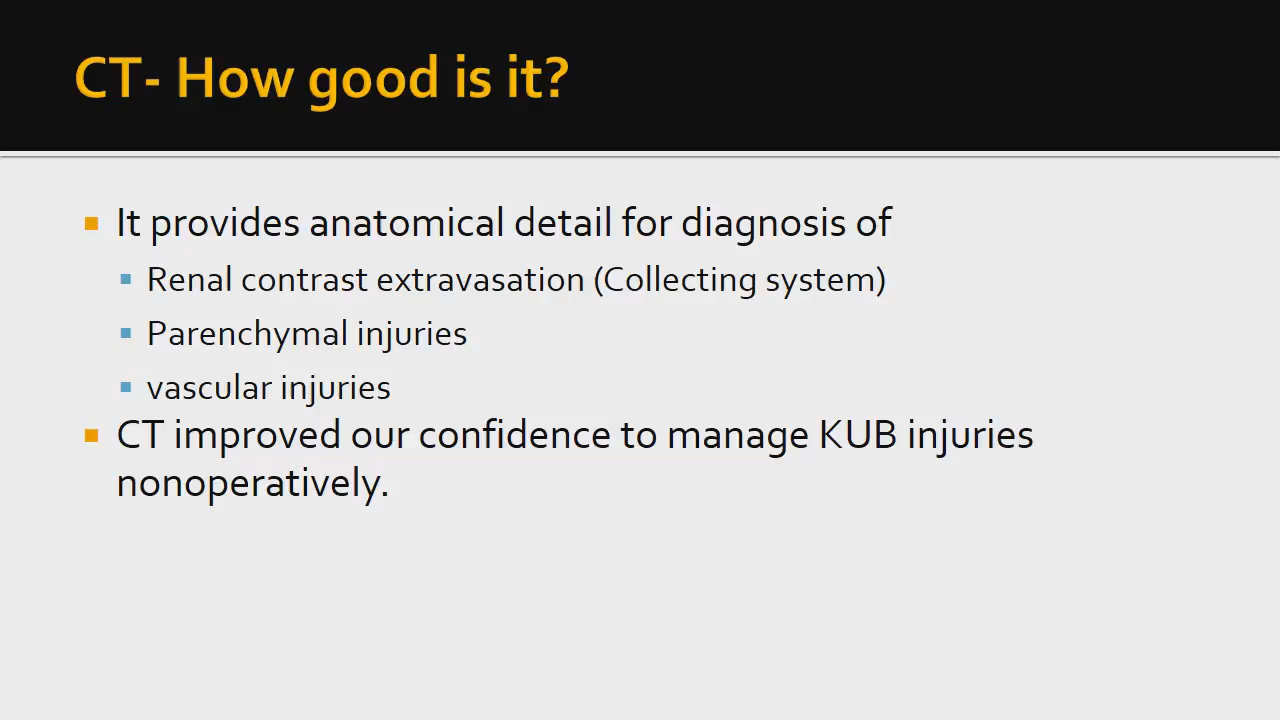 CT- How good is it?
It provides anatomical detail for diagnosis of
Renal contrast extravasation (Collecting system)
Parenchymal injuries
vascular injuries
CT improved our confidence to manage KUB injuries
nonoperatively.